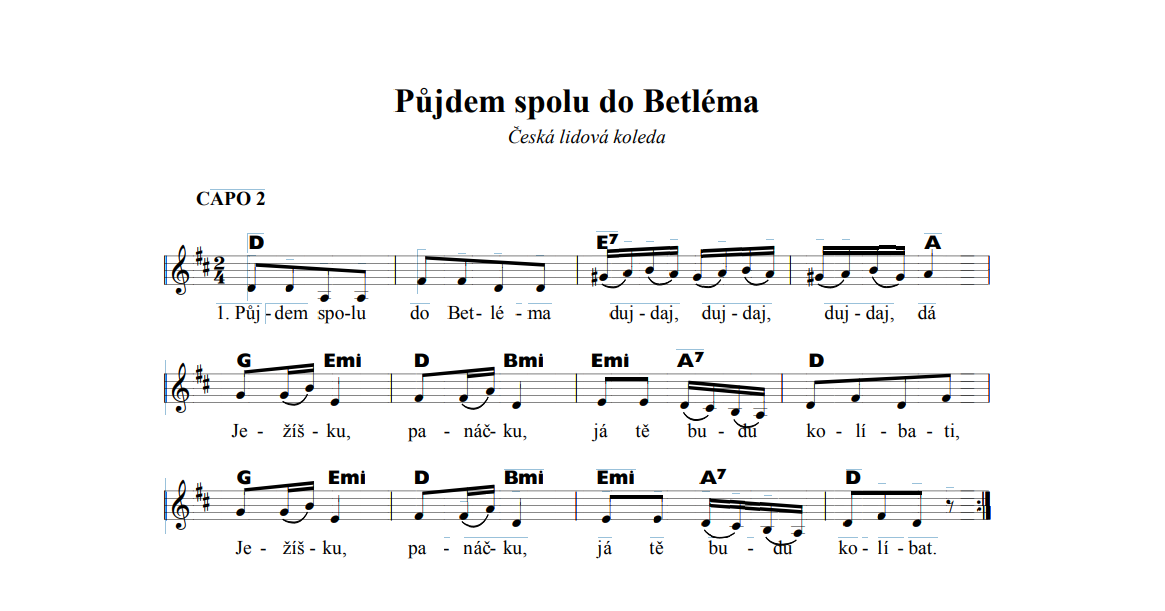 Půjdem spolu do Betléma
Česká lidová koleda
CAPO 2
D E7 A
2
4
1. Půj - dem spo-lu do Bet- lé - ma duj - daj, duj - daj, duj - daj, dá
G Emi D Bmi Emi A7 D
Je - žíš - ku, pa - náč- ku, já tě bu - du ko - lí - ba - ti,
G Emi D Bmi Emi A7 D
Je - žíš - ku, pa - náč- ku, já tě bu - du ko - lí - bat.